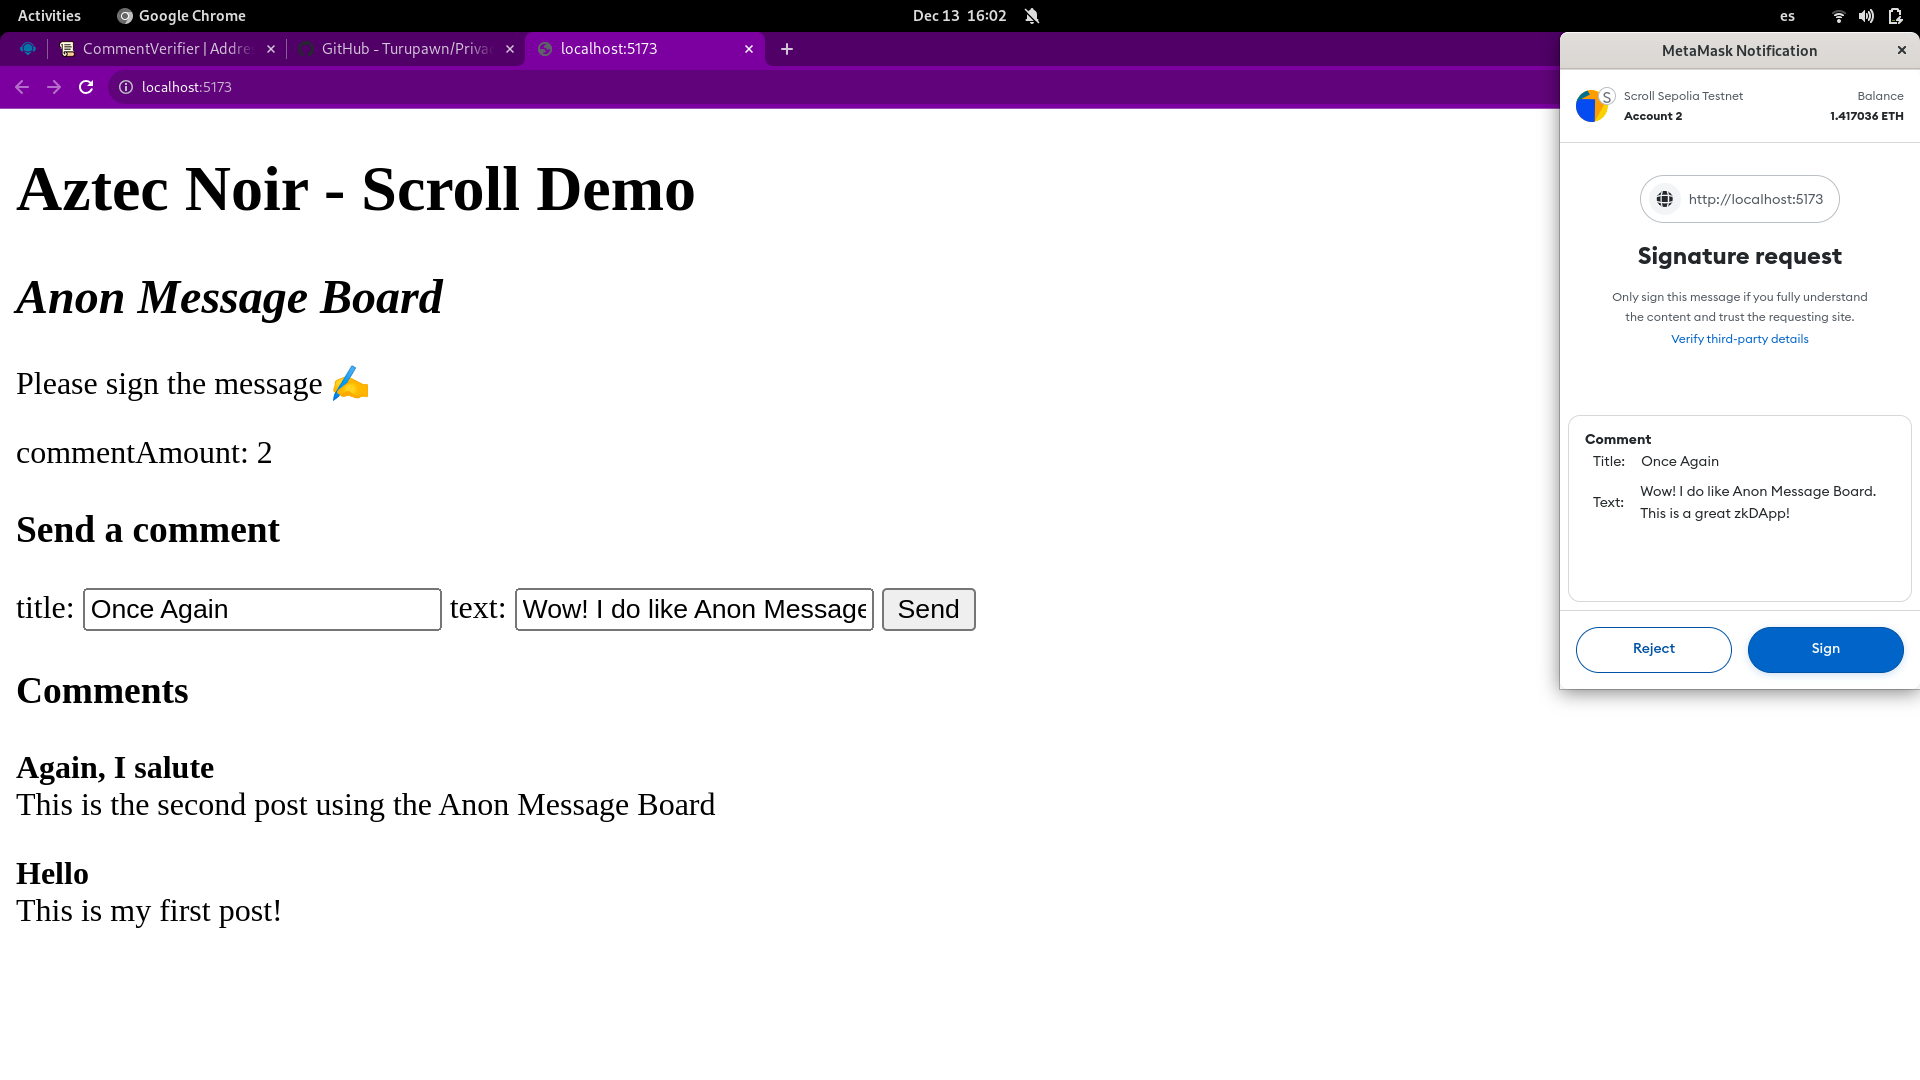 Activities
Google Chrome
Dec 13 16:02
es
CommentVerifier | Addre
GitHub - Turupawn/Priva
localhost:5173
localhost:5173
Aztec Noir - Scroll Demo
Anon Message Board
Please sign the message ✍️
commentAmount: 2
Send a comment
title: Once Again text: Wow! I do like Anon Message Send
Comments
Again, I salute
This is the second post using the Anon Message Board
Hello
This is my first post!
MetaMask Notification
S
Scroll Sepolia Testnet
Balance
Account 2
1.417036 ETH
http://localhost:5173
Signature request
Only sign this message if you fully understand
the content and trust the requesting site.
Verify third-party details
Comment
Title: Once Again
Text: Wow! I do like Anon Message Board.
This is a great zkDApp!
Reject
Sign